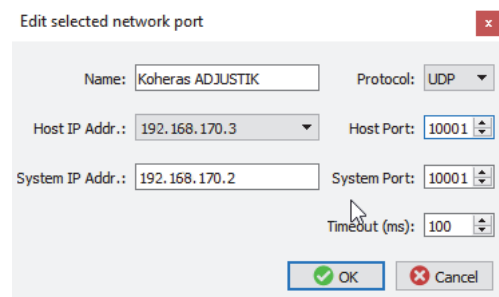 Edit selected network port
x
Name: Koheras ADJUSTIK Protocol: UDP
Host IP Addr.: 192.168.170.3 Host Port: 10001
System IP Addr.: 192.168.170.2 System Port: 10001
Timeout (ms): 100
OK Cancel